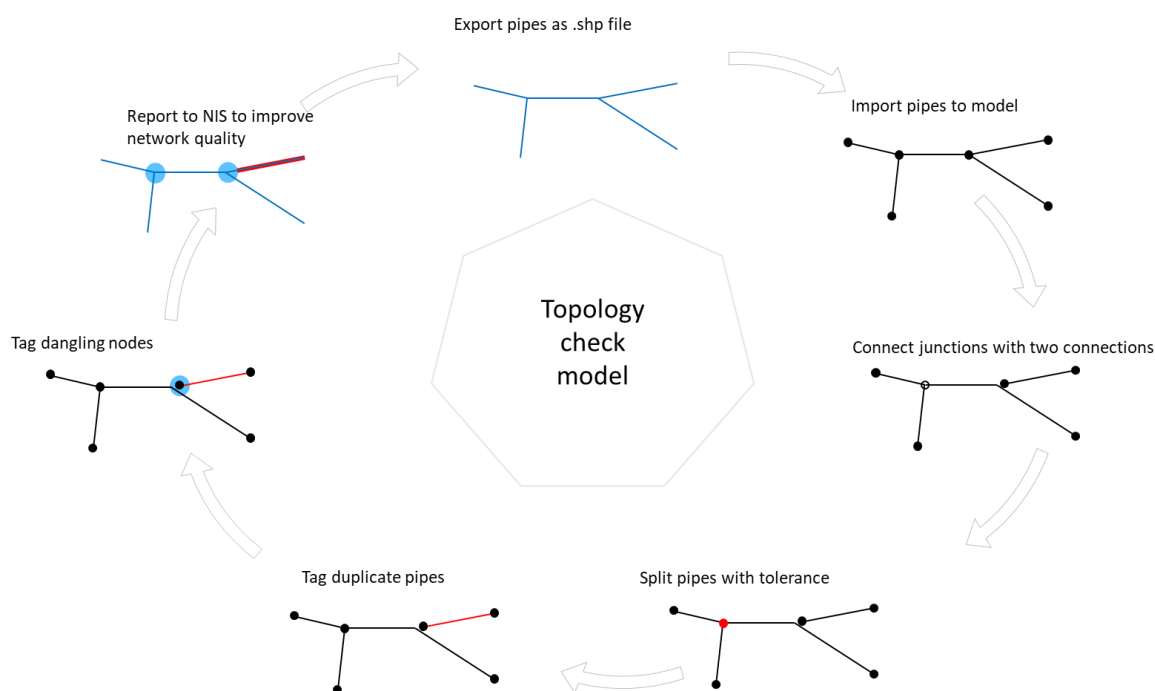 Export pipes as .shp file
Import pipes to model
Connect junctions with two connections
Split pipes with tolerance
Tag duplicate pipes
Tag dangling nodes
Report to NIS to improve
network quality
Topology
check
model